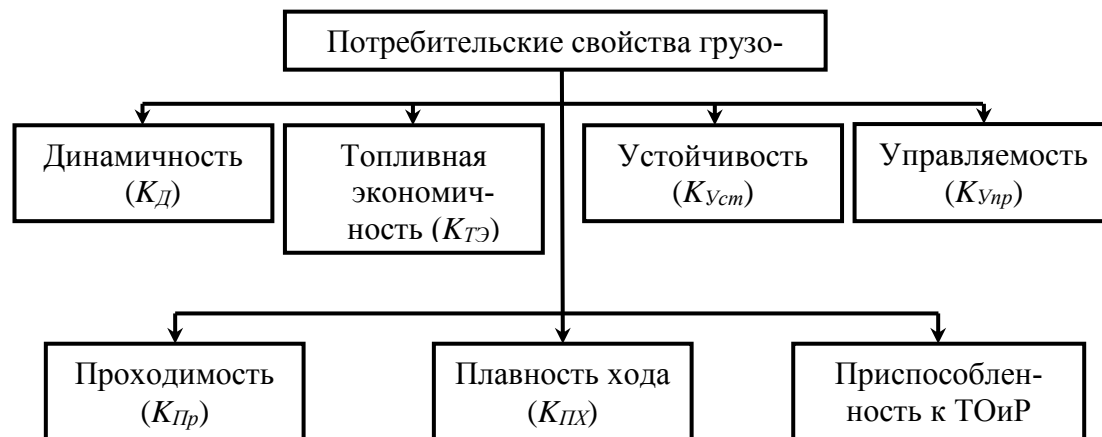 Потребительские свойства грузо-
Динамичность
(KД)
Топливная
экономич-
ность (KТЭ)
Устойчивость
(KУст)
Управляемость
(KУпр)
Проходимость
(KПр)
Плавность хода
(KПХ)
Приспособлен-
ность к ТОиР